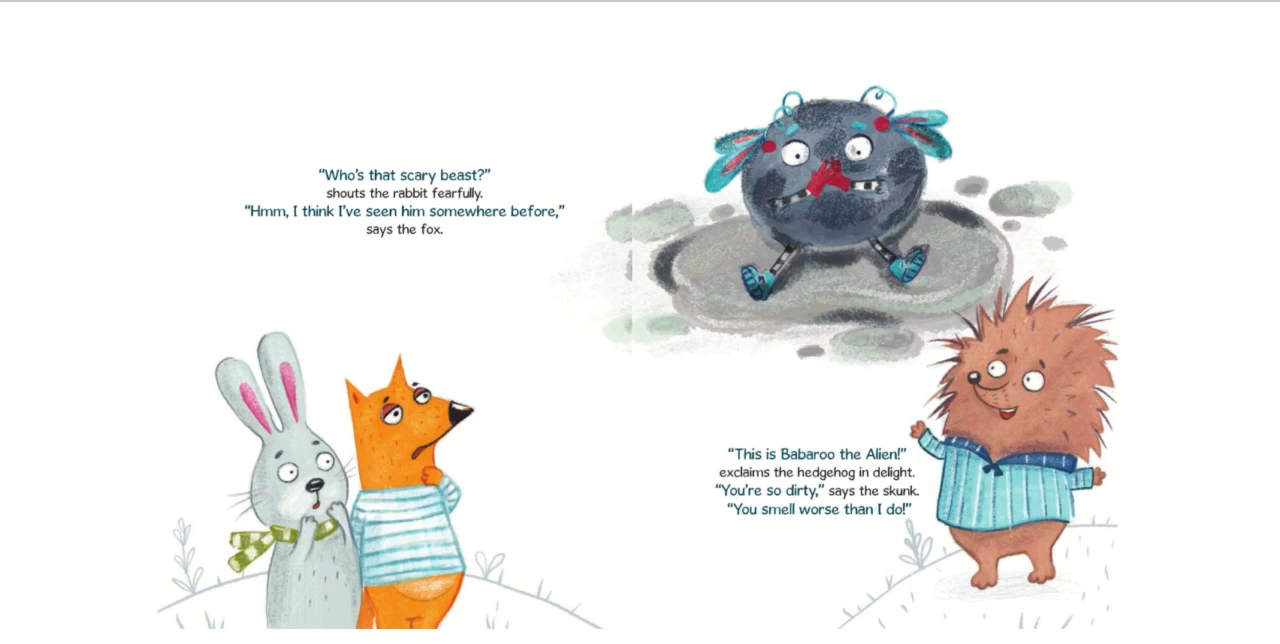 “Who’s that scary beast?”
shouts the rabbit fearfully.
“Hmm, I think I’ve seen him somewhere before,”
says the fox.
“This is Babaroo the Alien!”
exclaims the hedgehog in delight.
“You’re so dirty,” says the skunk.
“You smell worse than I do!”